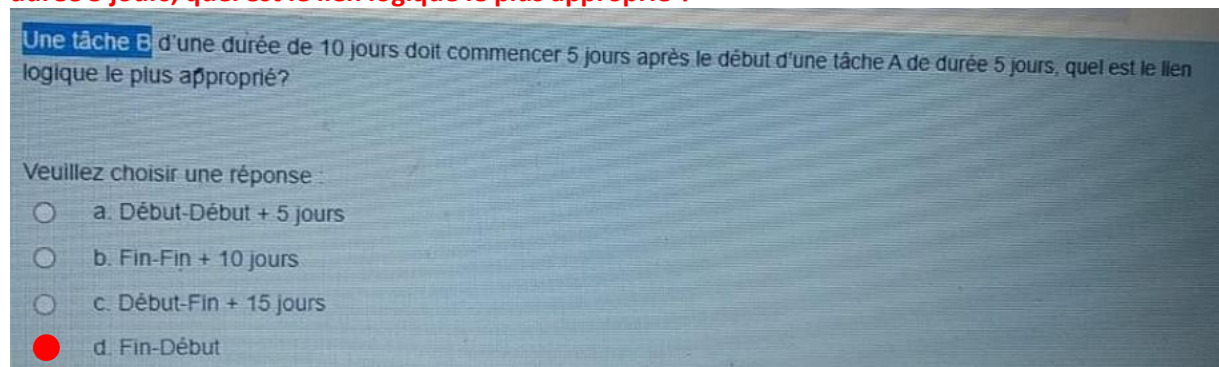 Une tâche B d'une durée de 10 jours doit commencer 5 jours après le début d'une tâche A de durée 5 jours, quel est le lien
logique le plus approprié?
Veuillez choisir une réponse :
a. Début-Début + 5 jours
b. Fin-Fin + 10 jours
c. Début-Fin + 15 jours
d. Fin-Début